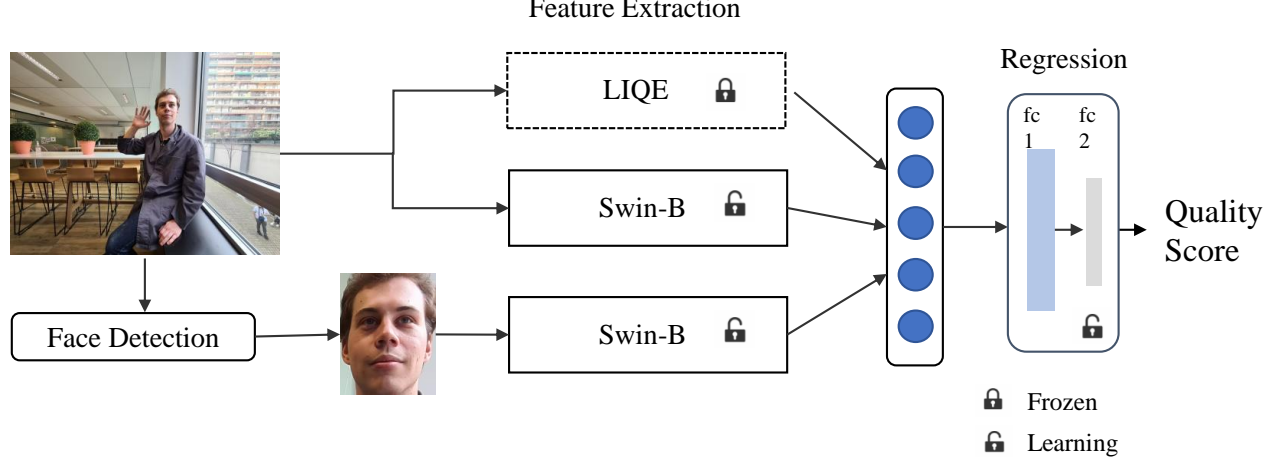 Feature Extraction
LIQE
Regression
fc
1
fc
2
Swin-B
Quality
Score
Face Detection
Swin-B
Frozen
Learning